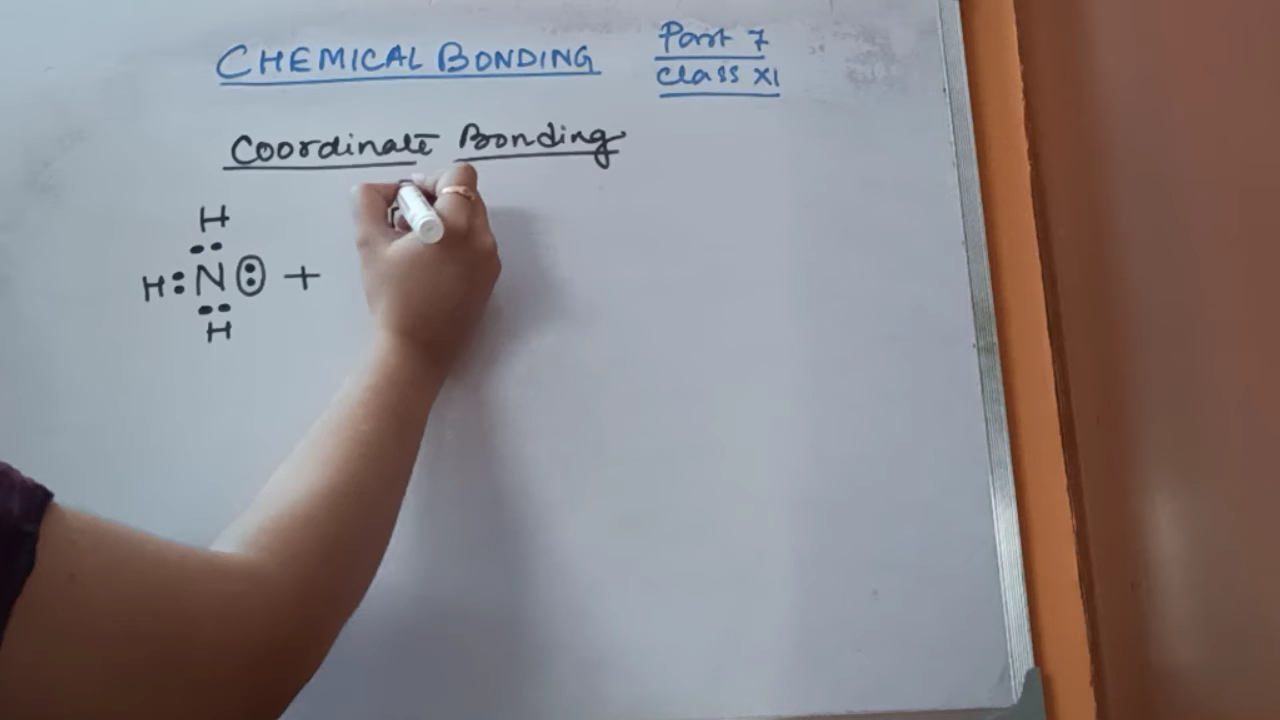 CHEMICAL BONDING Part 7
Class XI
Coordinate Bonding
H
H : N : +
H